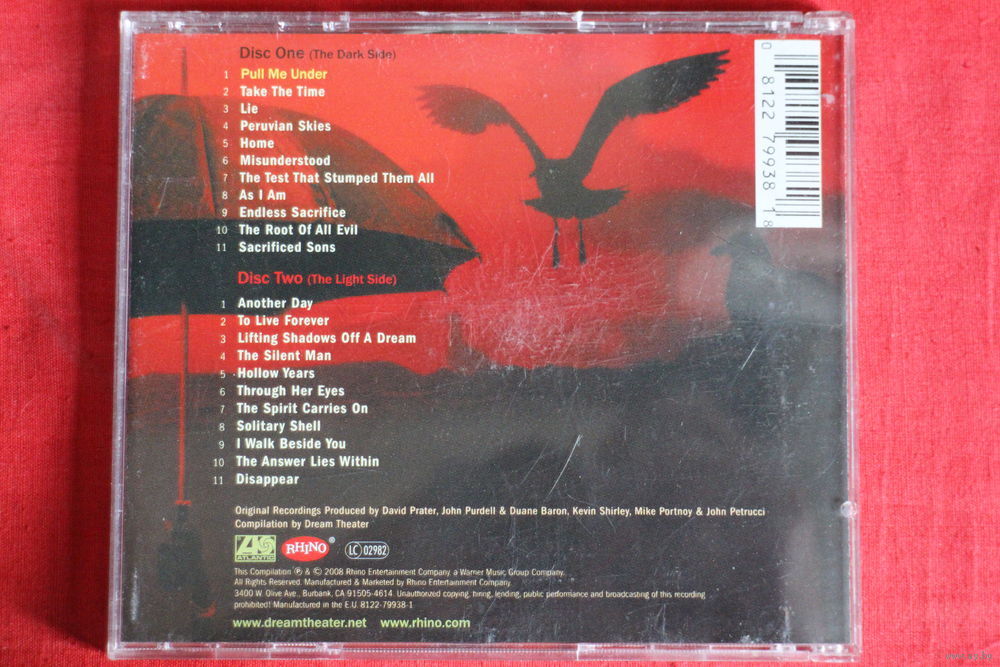 Disc One (The Dark Side)
1 Pull Me Under
2 Take The Time
3 Lie
4 Peruvian Skies
5 Home
6 Misunderstood
7 The Test That Stumped Them All
8 As I Am
9 Endless Sacrifice
10 The Root Of All Evil
11 Sacrificed Sons
0 8122 79938 1 8
Disc Two (The Light Side)
1 Another Day
2 To Live Forever
3 Lifting Shadows Off A Dream
4 The Silent Man
5 Hollow Years
6 Through Her Eyes
7 The Spirit Carries On
8 Solitary Shell
9 I Walk Beside You
10 The Answer Lies Within
11 Disappear
Original Recordings Produced by David Prater, John Purdell & Duane Baron, Kevin Shirley, Mike Portnoy & John Petrucci
Compilation by Dream Theater
ATLANTIC RHINO ® LC 02982
This Compilation ℗ & © 2008 Rhino Entertainment Company, a Warner Music Group Company.
All Rights Reserved. Manufactured & Marketed by Rhino Entertainment Company,
3400 W. Olive Ave., Burbank, CA 91505-4614. Unauthorized copying, hiring, lending, public performance and broadcasting of this recording
prohibited! Manufactured in the E.U. 8122-79938-1
www.dreamtheater.net www.rhino.com